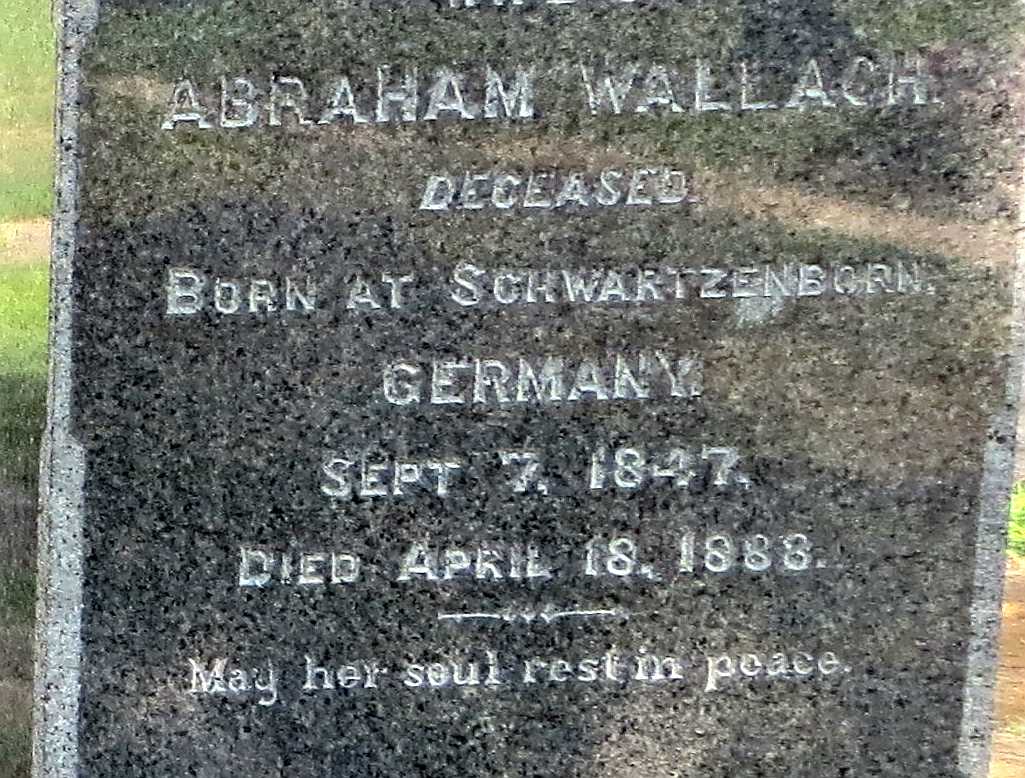 ABRAHAM WALLACH.
DECEASED.
BORN AT SCHWARTZENBORN.
GERMANY.
SEPT 7, 1847.
DIED APRIL 18, 1888.
May her soul rest in peace.